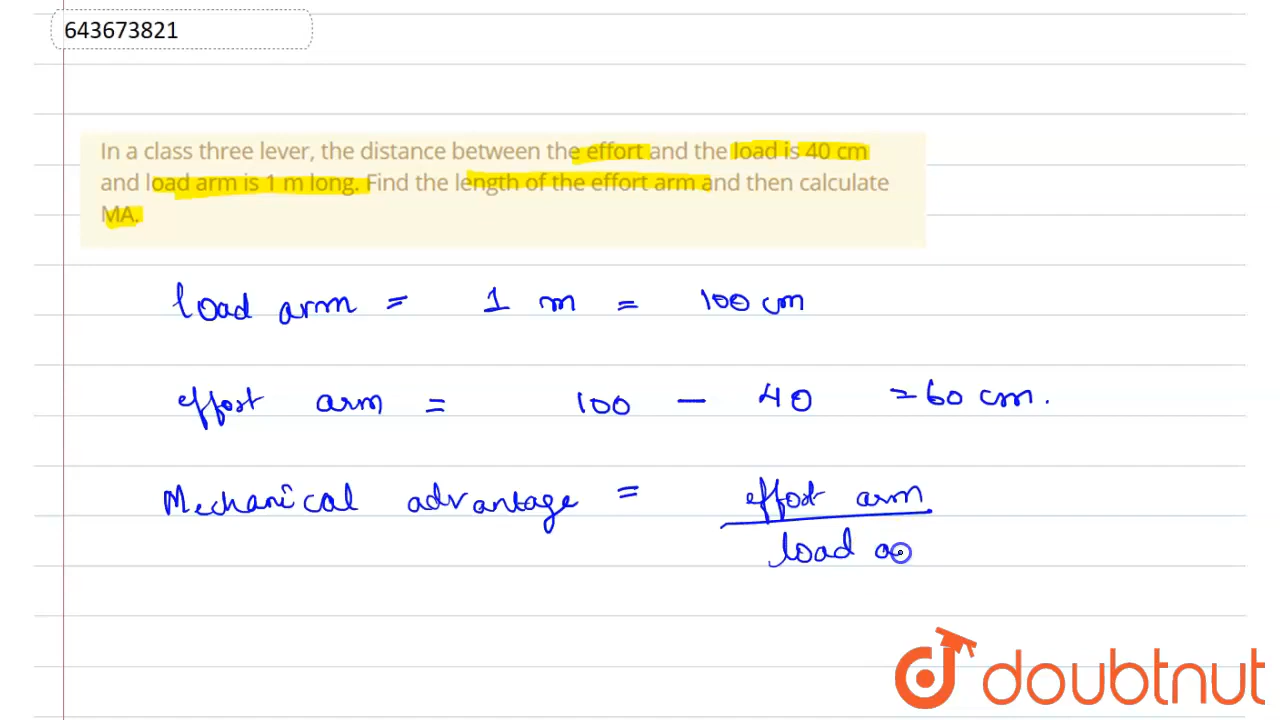 643673821
In a class three lever, the distance between the effort and the load is 40 cm
and load arm is 1 m long. Find the length of the effort arm and then calculate
MA.
load arm = 1 m = 100 cm
effort arm = 100 - 40 = 60 cm.
Mechanical advantage = effort arm
load a
doubtnut